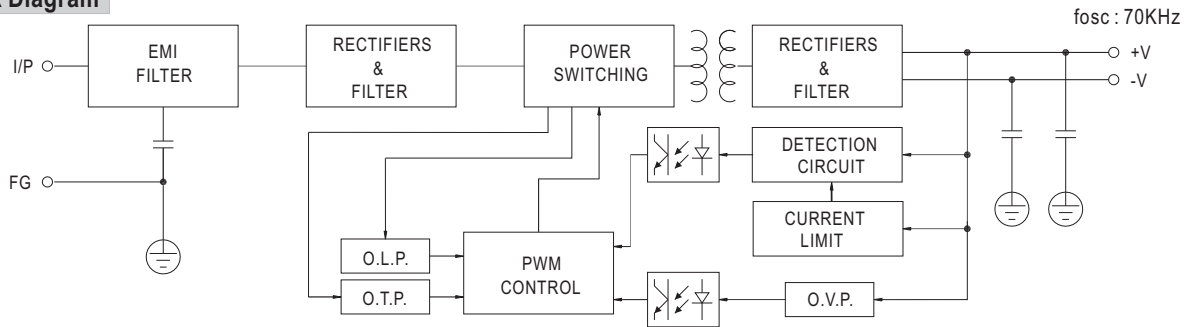 Diagram
fosc : 70KHz
I/P
EMI
FILTER
RECTIFIERS
&
FILTER
POWER
SWITCHING
RECTIFIERS
&
FILTER
+V
-V
DETECTION
CIRCUIT
FG
CURRENT
LIMIT
O.L.P.
PWM
CONTROL
O.T.P.
O.V.P.